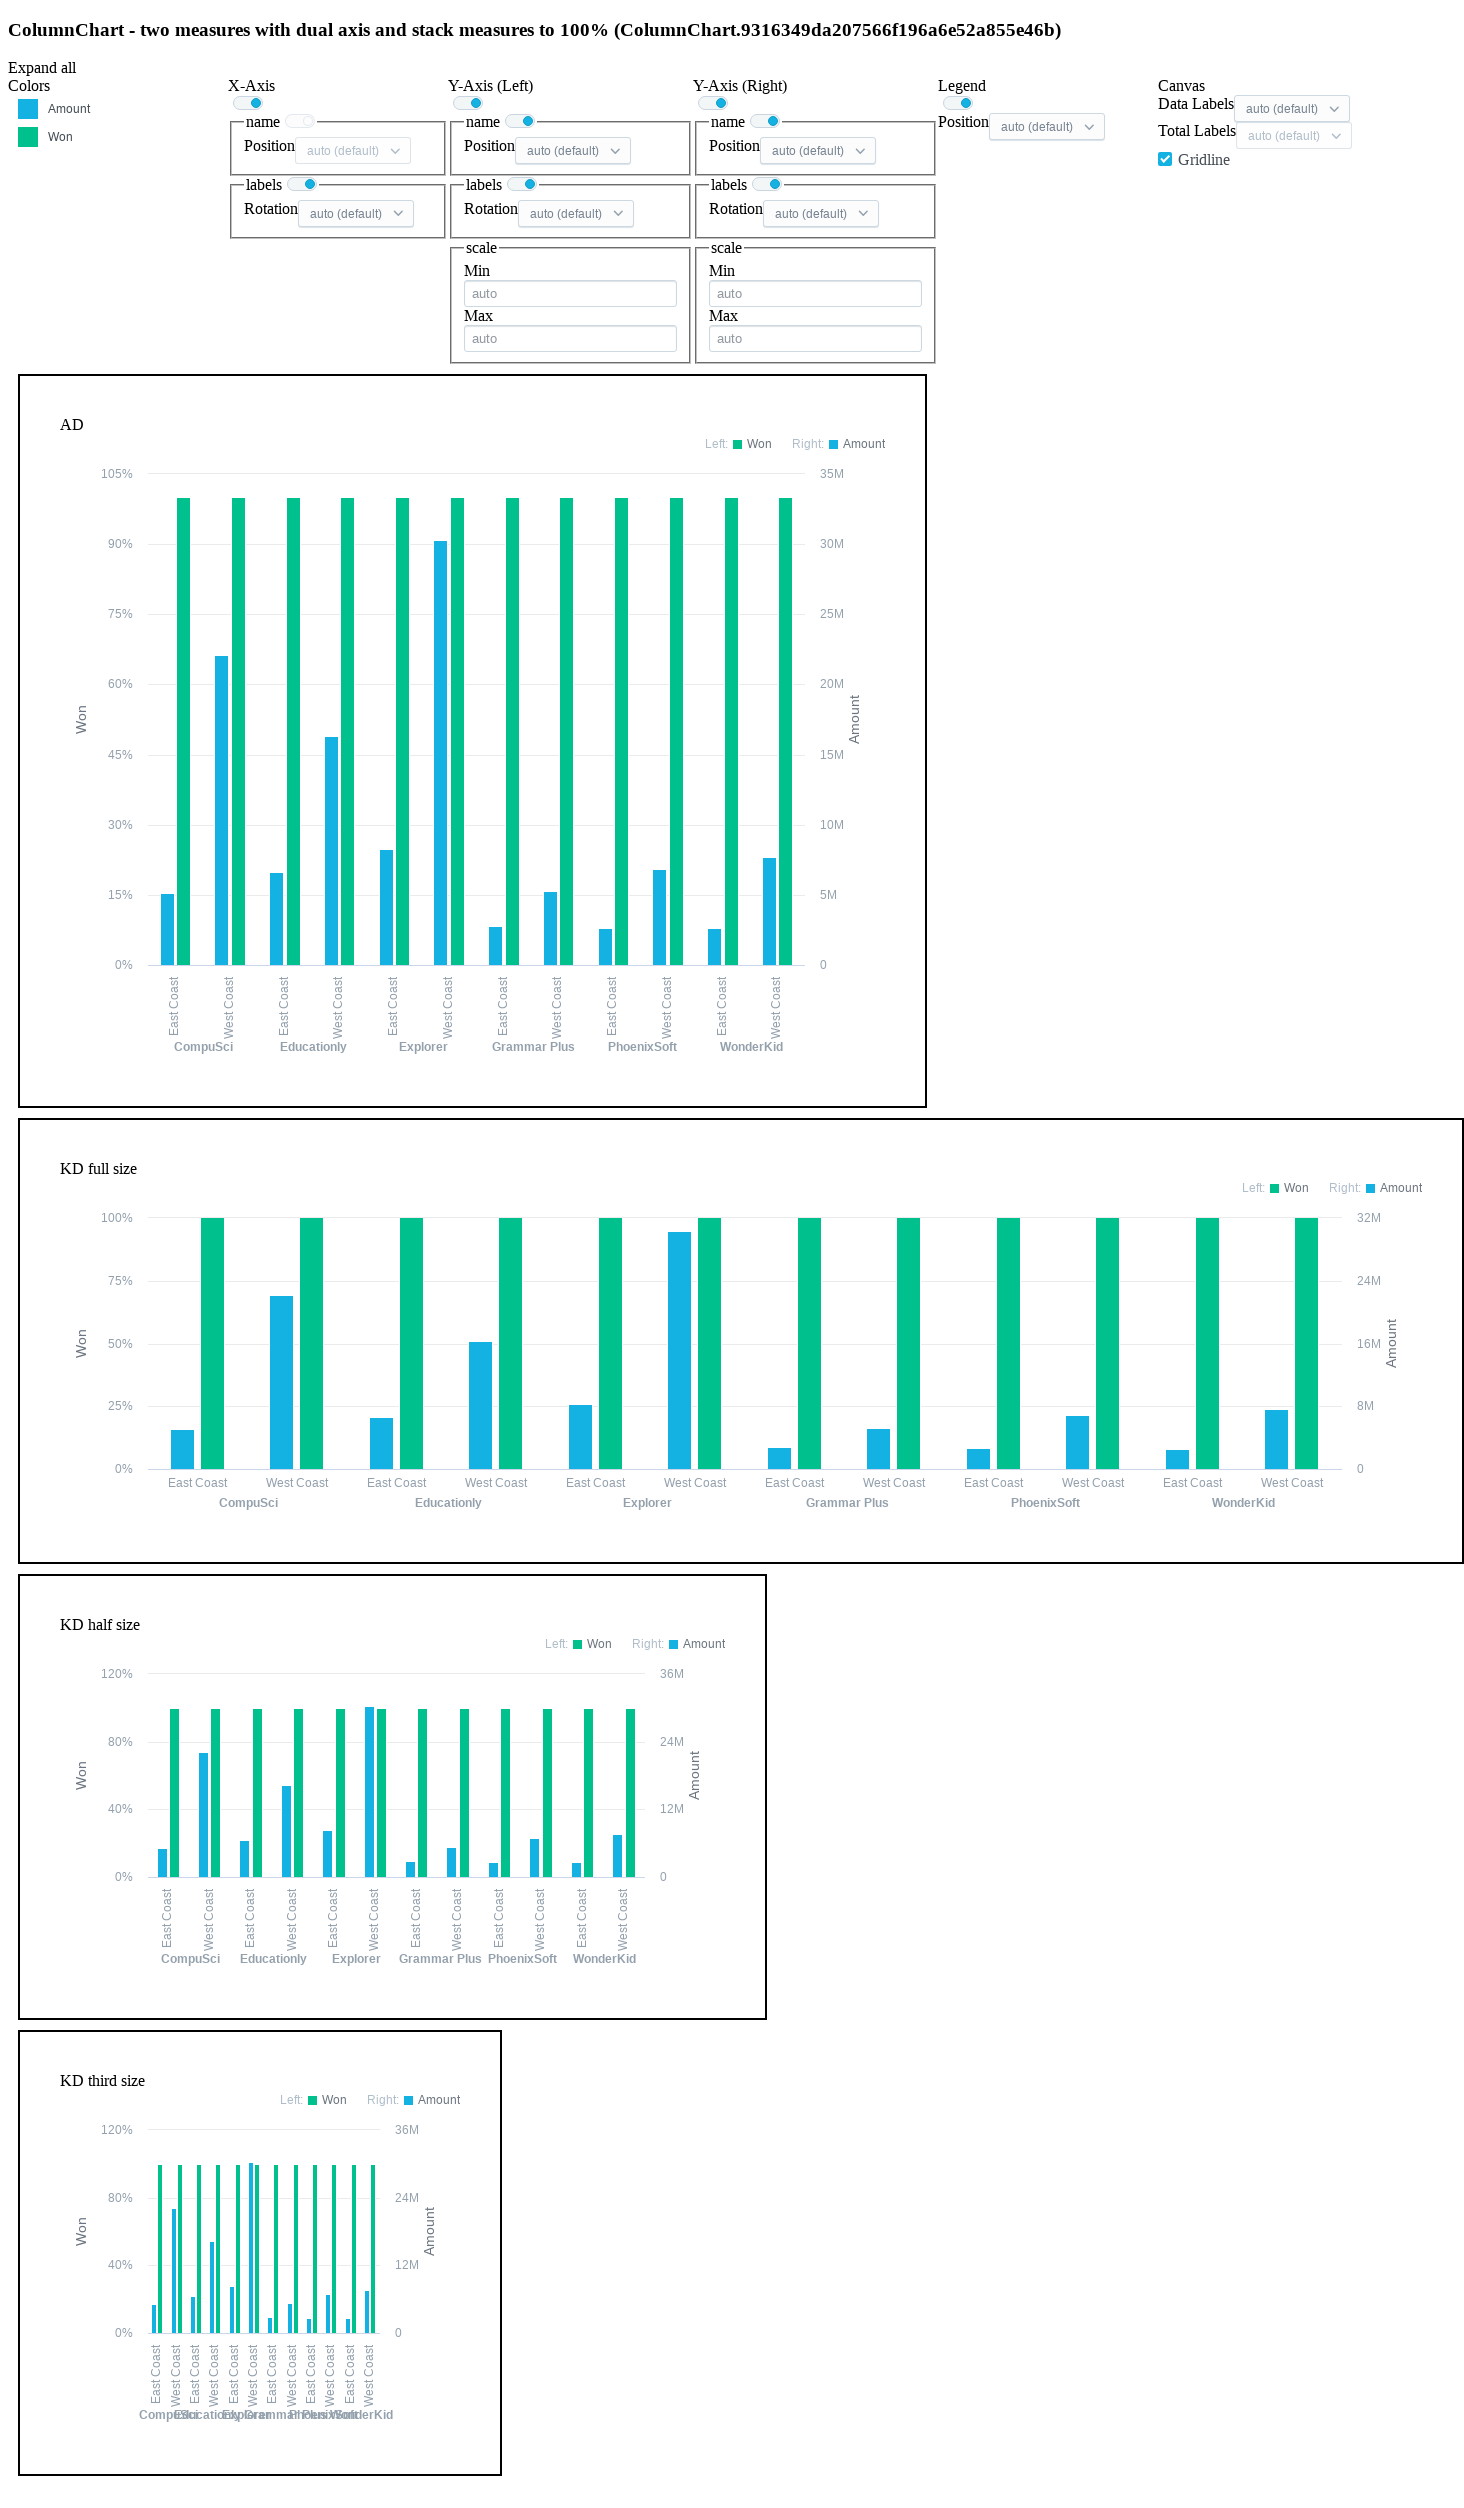 ColumnChart - two measures with dual axis and stack measures to 100% (ColumnChart.9316349da207566f196a6e52a855e46b)
Expand all
Colors
Amount
Won
X-Axis
name
Position auto (default)
labels
Rotation auto (default)
Y-Axis (Left)
name
Position auto (default)
labels
Rotation auto (default)
scale
Min
auto
Max
auto
Y-Axis (Right)
name
Position auto (default)
labels
Rotation auto (default)
scale
Min
auto
Max
auto
Legend
Position auto (default)
Canvas
Data Labels auto (default)
Total Labels auto (default)
Gridline
AD
Left: Won Right: Amount
105% 35M
90% 30M
75% 25M
60% 20M
45% 15M
30% 10M
15% 5M
0% 0
Won
Amount
East Coast West Coast East Coast West Coast East Coast West Coast East Coast West Coast East Coast West Coast East Coast West Coast
CompuSci Educationly Explorer Grammar Plus PhoenixSoft WonderKid
KD full size
Left: Won Right: Amount
100% 32M
75% 24M
50% 16M
25% 8M
0% 0
Won
Amount
East Coast West Coast East Coast West Coast East Coast West Coast East Coast West Coast East Coast West Coast East Coast West Coast
CompuSci Educationly Explorer Grammar Plus PhoenixSoft WonderKid
KD half size
Left: Won Right: Amount
120% 36M
80% 24M
40% 12M
0% 0
Won
Amount
East Coast West Coast East Coast West Coast East Coast West Coast East Coast West Coast East Coast West Coast East Coast West Coast
CompuSci Educationly Explorer Grammar Plus PhoenixSoft WonderKid
KD third size
Left: Won Right: Amount
120% 36M
80% 24M
40% 12M
0% 0
Won
Amount
East Coast West Coast East Coast West Coast East Coast West Coast East Coast West Coast East Coast West Coast East Coast West Coast
CompuSci Educationly Explorer Grammar Plus PhoenixSoft WonderKid